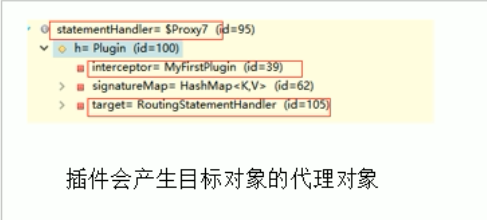 statementHandler= $Proxy7 (id=95)
h= Plugin (id=100)
interceptor= MyFirstPlugin (id=39)
signatureMap= HashMap<K,V> (id=62)
target= RoutingStatementHandler (id=105)
插件会产生目标对象的代理对象